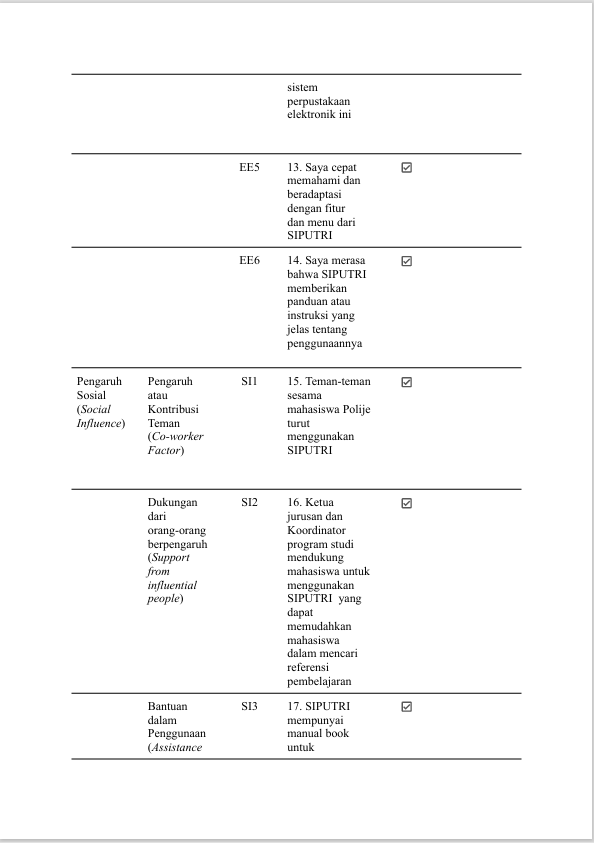 sistem
perpustakaan
elektronik ini
EE5
13. Saya cepat
memahami dan
beradaptasi
dengan fitur
dan menu dari
SIPUTRI
☑
EE6
14. Saya merasa
bahwa SIPUTRI
memberikan
panduan atau
instruksi yang
jelas tentang
penggunaannya
☑
Pengaruh
Sosial
(Social
Influence)
Pengaruh
atau
Kontribusi
Teman
(Co-worker
Factor)
SI1
15. Teman-teman
sesama
mahasiswa Polije
turut
menggunakan
SIPUTRI
☑
Dukungan
dari
orang-orang
berpengaruh
(Support
from
influential
people)
SI2
16. Ketua
jurusan dan
Koordinator
program studi
mendukung
mahasiswa untuk
menggunakan
SIPUTRI  yang
dapat
memudahkan
mahasiswa
dalam mencari
referensi
pembelajaran
☑
Bantuan
dalam
Penggunaan
(Assistance
SI3
17. SIPUTRI
mempunyai
manual book
untuk
☑